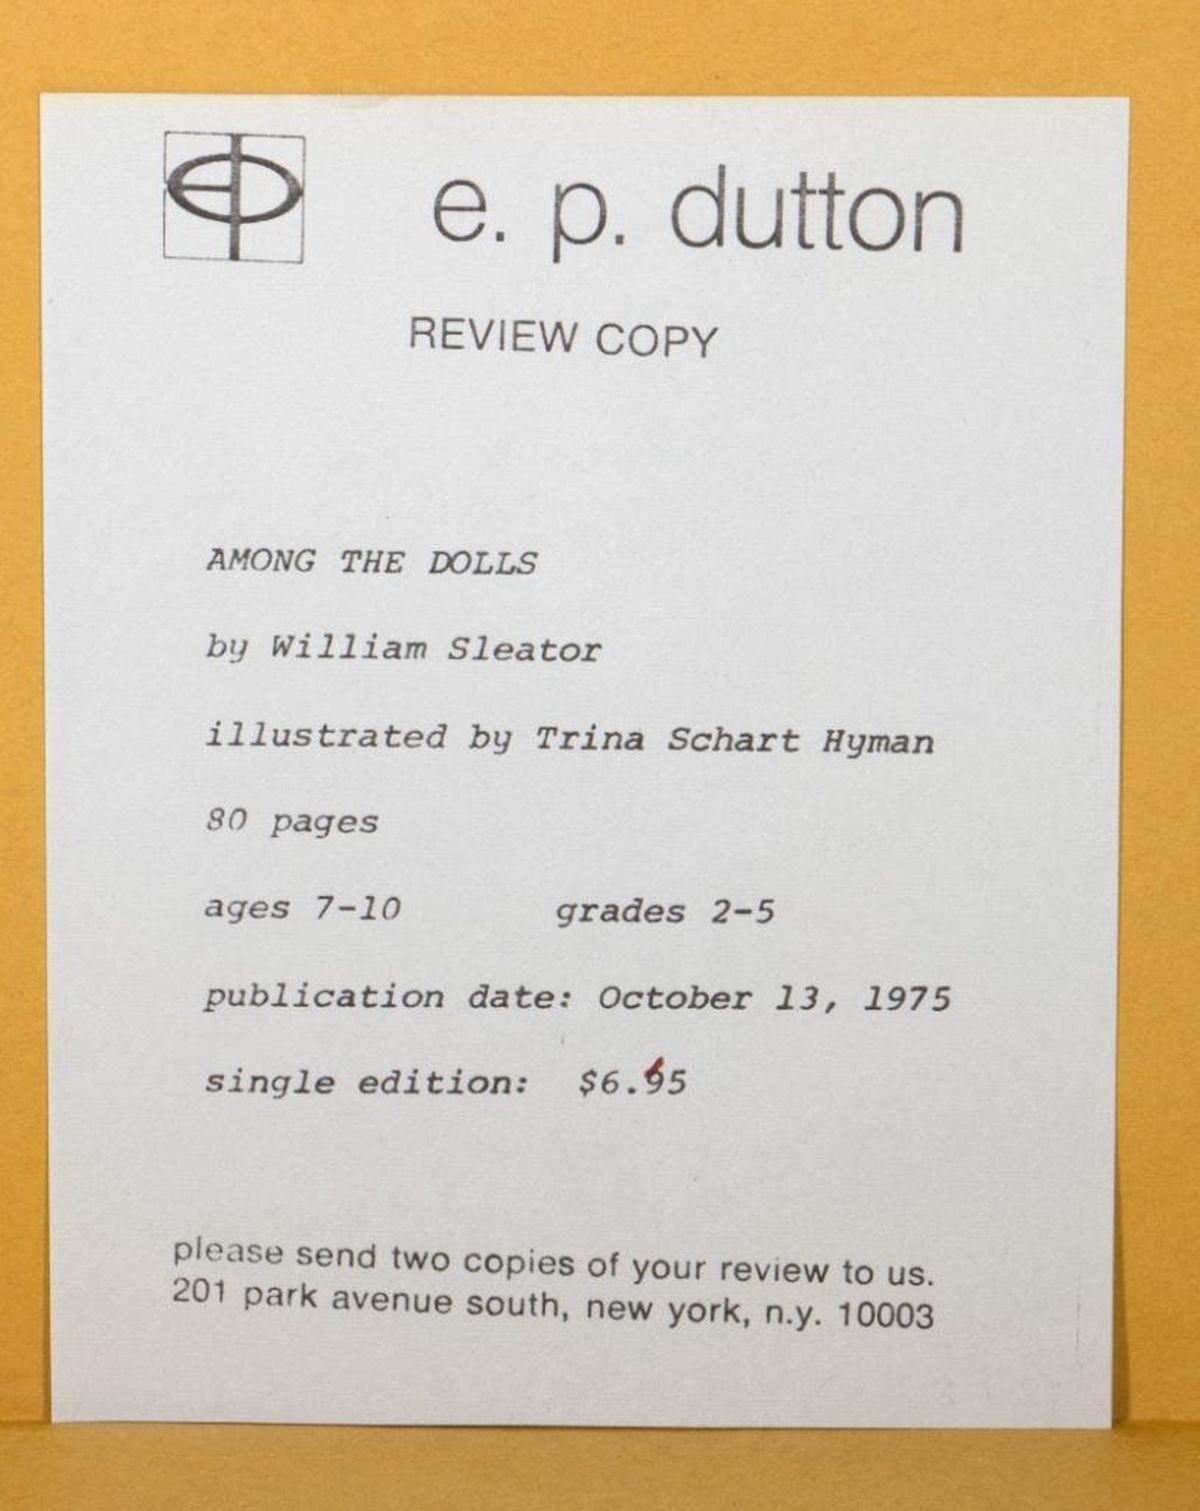 e. p. dutton
REVIEW COPY
AMONG THE DOLLS
by William Sleator
illustrated by Trina Schart Hyman
80 pages
ages 7-10 grades 2-5
publication date: October 13, 1975
single edition: $6.95
please send two copies of your review to us.
201 park avenue south, new york, n.y. 10003